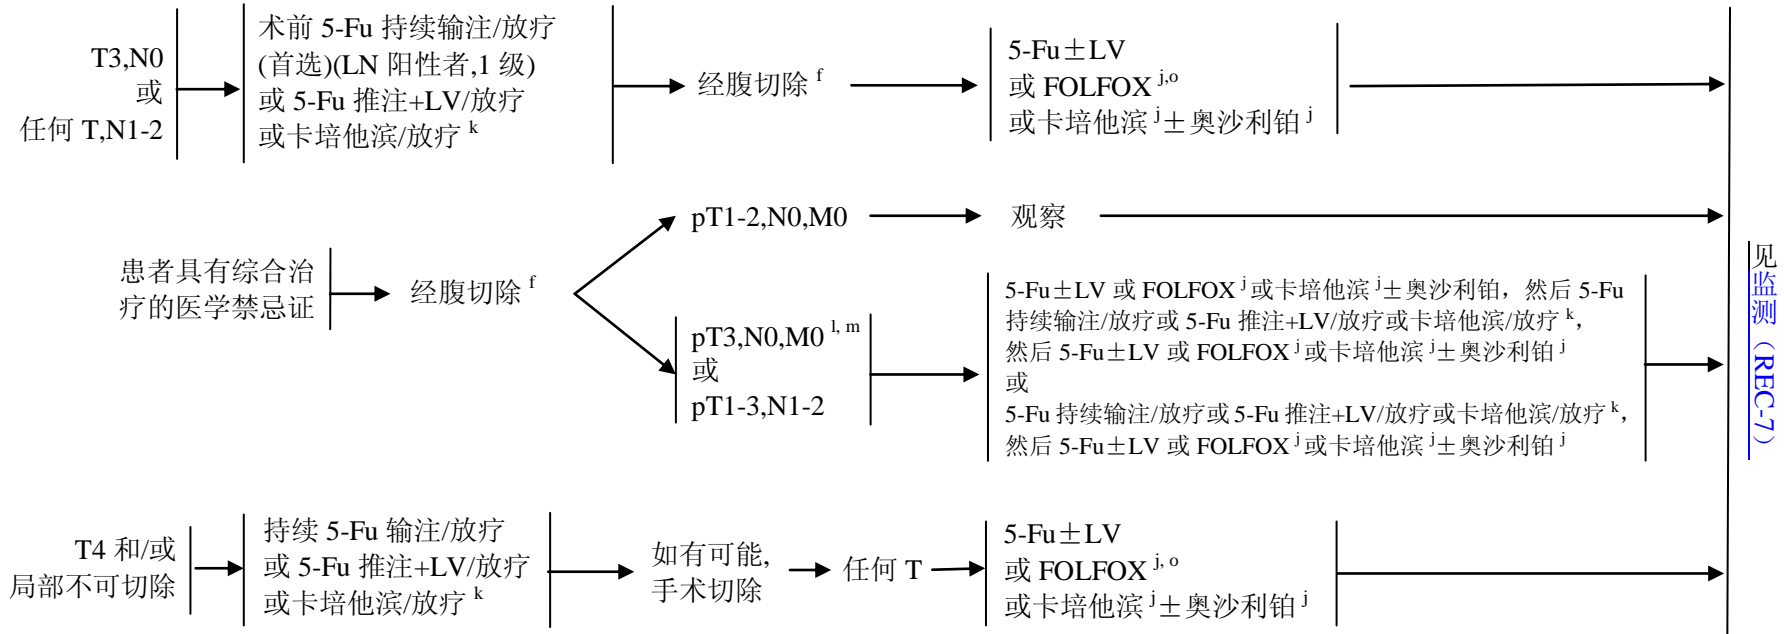 T3,N0
或
任何 T,N1-2
术前 5-Fu 持续输注/放疗
(首选)(LN 阳性者,1 级)
或 5-Fu 推注+LV/放疗
或卡培他滨/放疗 k
经腹切除 f
5-Fu±LV
或 FOLFOX j,o
或卡培他滨 j±奥沙利铂 j
患者具有综合治
疗的医学禁忌证
经腹切除 f
pT1-2,N0,M0
观察
pT3,N0,M0 l, m
或
pT1-3,N1-2
5-Fu±LV 或 FOLFOX j 或卡培他滨 j±奥沙利铂，然后 5-Fu
持续输注/放疗或 5-Fu 推注+LV/放疗或卡培他滨/放疗 k，
然后 5-Fu±LV 或 FOLFOX j 或卡培他滨 j±奥沙利铂 j
或
5-Fu 持续输注/放疗或 5-Fu 推注+LV/放疗或卡培他滨/放疗 k，
然后 5-Fu±LV 或 FOLFOX j 或卡培他滨 j±奥沙利铂 j
T4 和/或
局部不可切除
持续 5-Fu 输注/放疗
或 5-Fu 推注+LV/放疗
或卡培他滨/放疗 k
如有可能,
手术切除
任何 T
5-Fu±LV
或 FOLFOX j, o
或卡培他滨 j±奥沙利铂 j
见监测（REC-7）